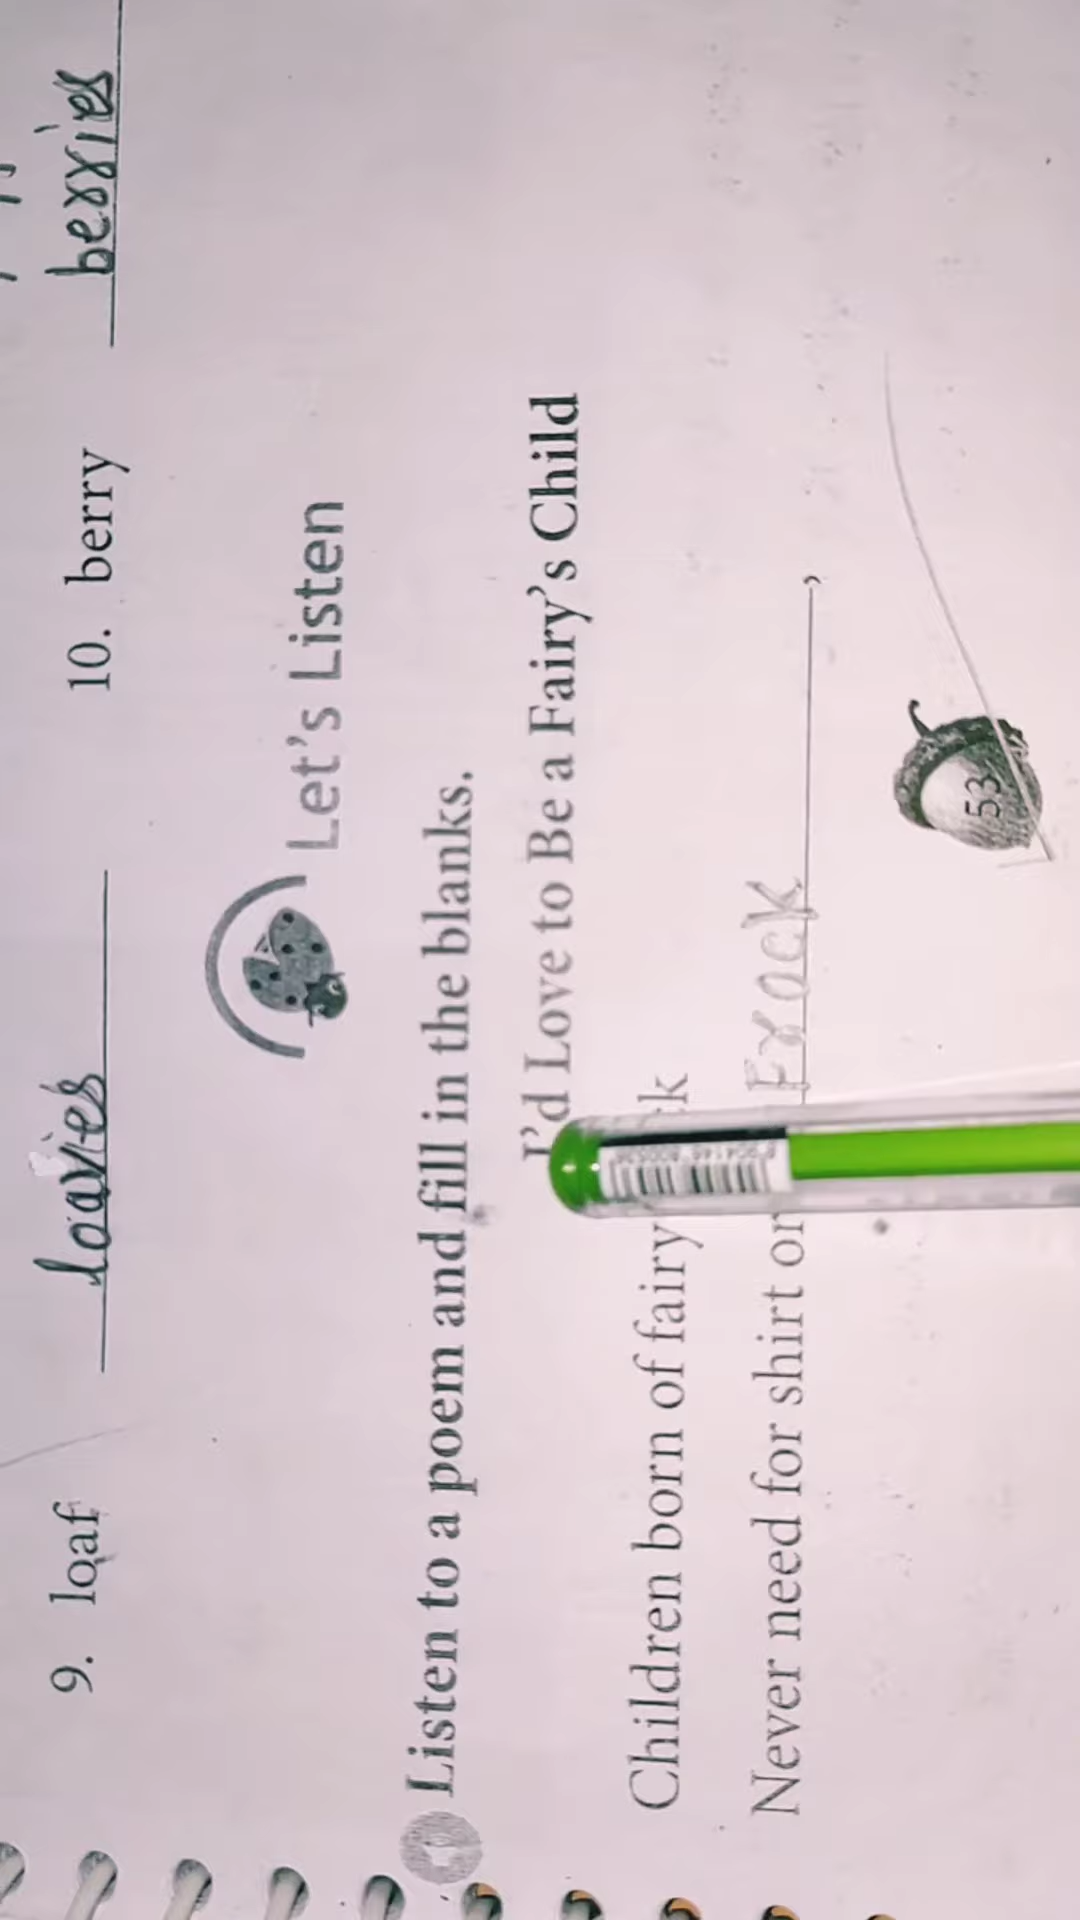 9. loaf loavies 10. berry berries
Let's Listen
Listen to a poem and fill in the blanks.
I'd Love to Be a Fairy's Child
Children born of fairy
Never need for shirt or Frock,
53